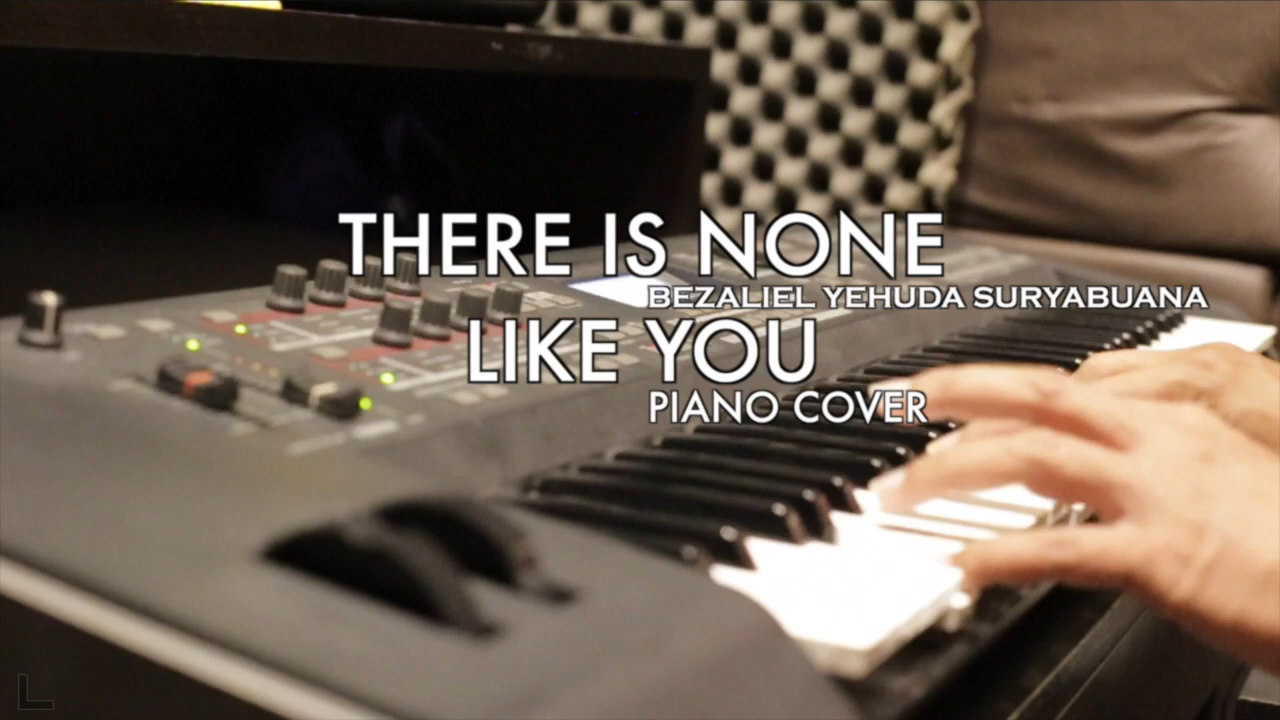 THERE IS NONE
BEZALIEL YEHUDA SURYABUANA
LIKE YOU
PIANO COVER